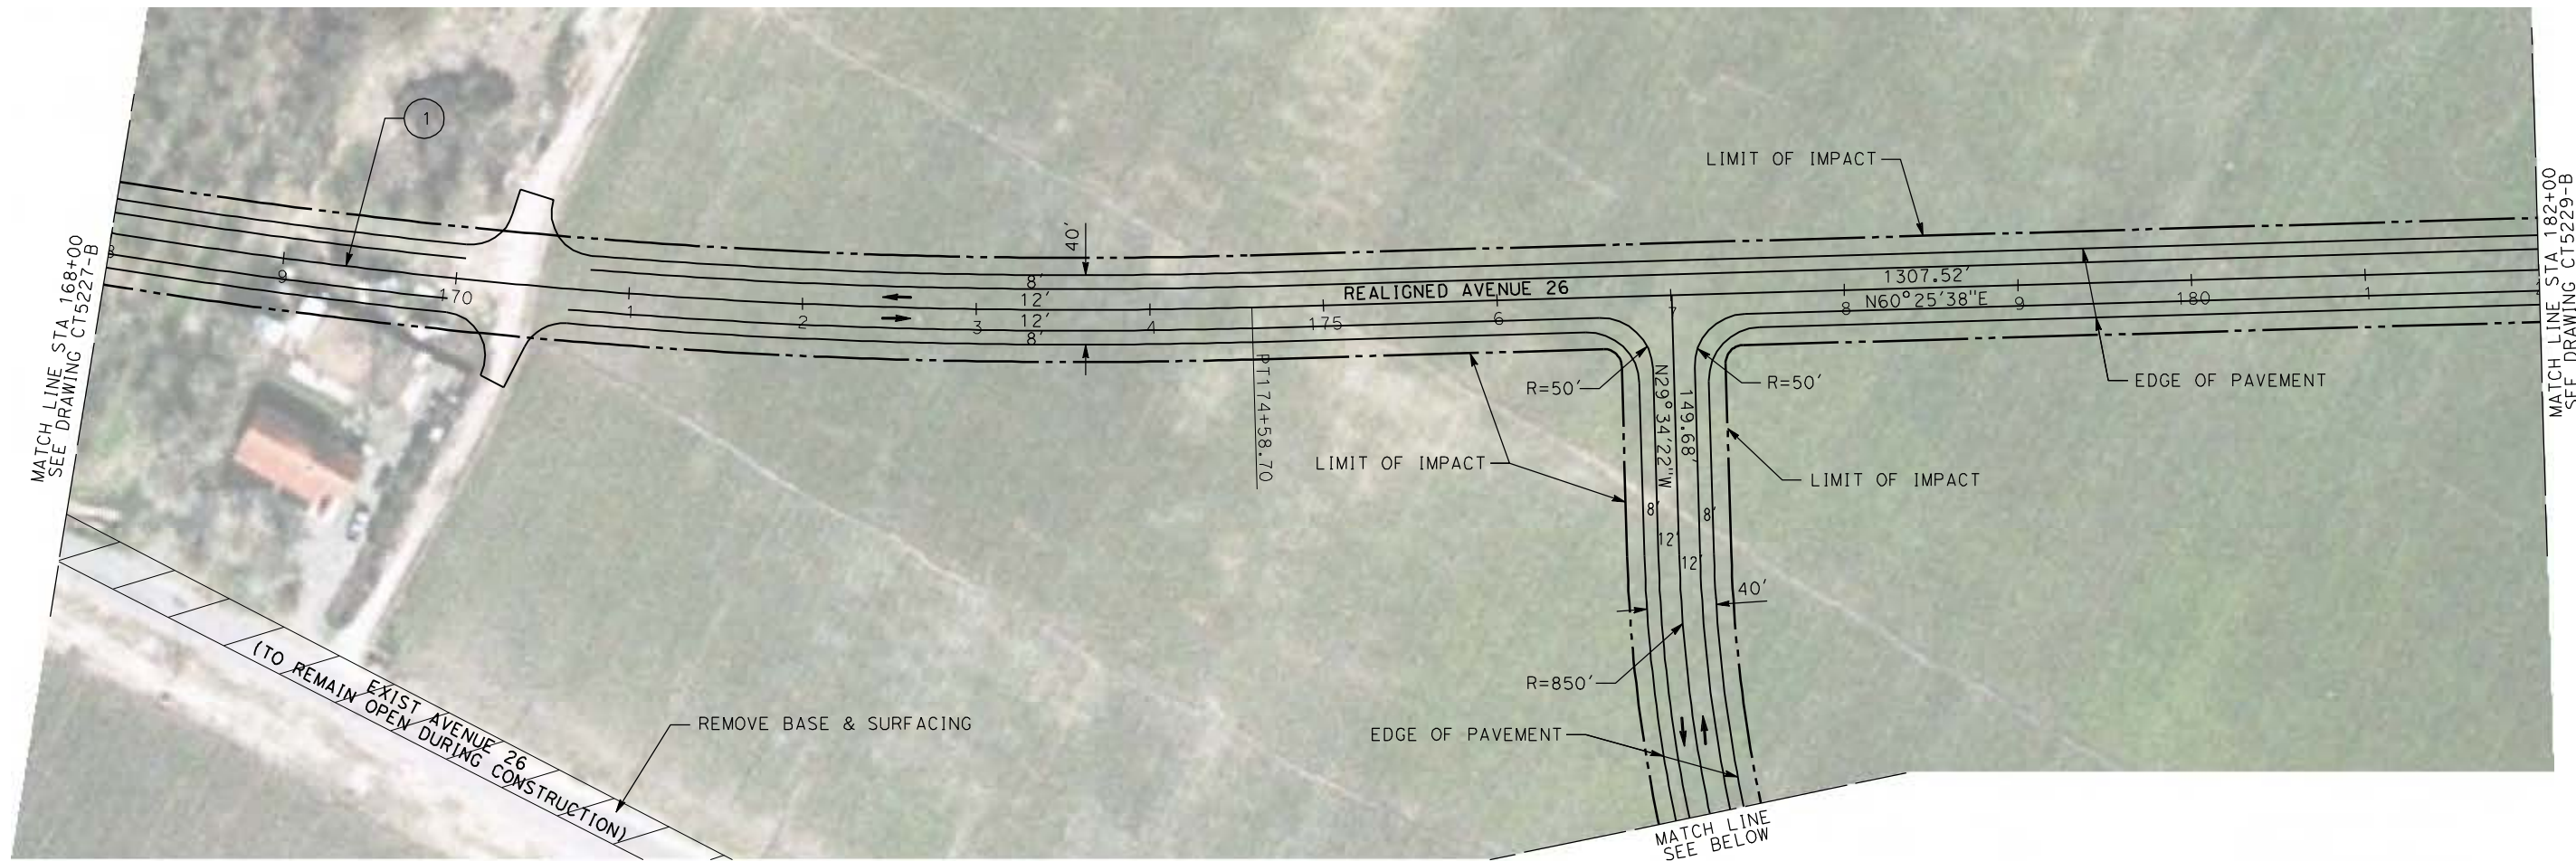 1
LIMIT OF IMPACT
MATCH LINE STA 168+00
SEE DRAWING CT5227-B
MATCH LINE STA 182+00
SEE DRAWING CT5229-B
40'
8'
12'
12'
8'
REALIGNED AVENUE 26
1307.52'
N60°25'38"E
9
170
1
2
3
4
175
6
7
8
9
180
1
PT174+58.70
R=50'
R=50'
N29°34'22"W
149.68'
EDGE OF PAVEMENT
LIMIT OF IMPACT
LIMIT OF IMPACT
8'
12'
12'
8'
40'
R=850'
EDGE OF PAVEMENT
EXIST AVENUE 26
(TO REMAIN OPEN DURING CONSTRUCTION)
REMOVE BASE & SURFACING
MATCH LINE
SEE BELOW